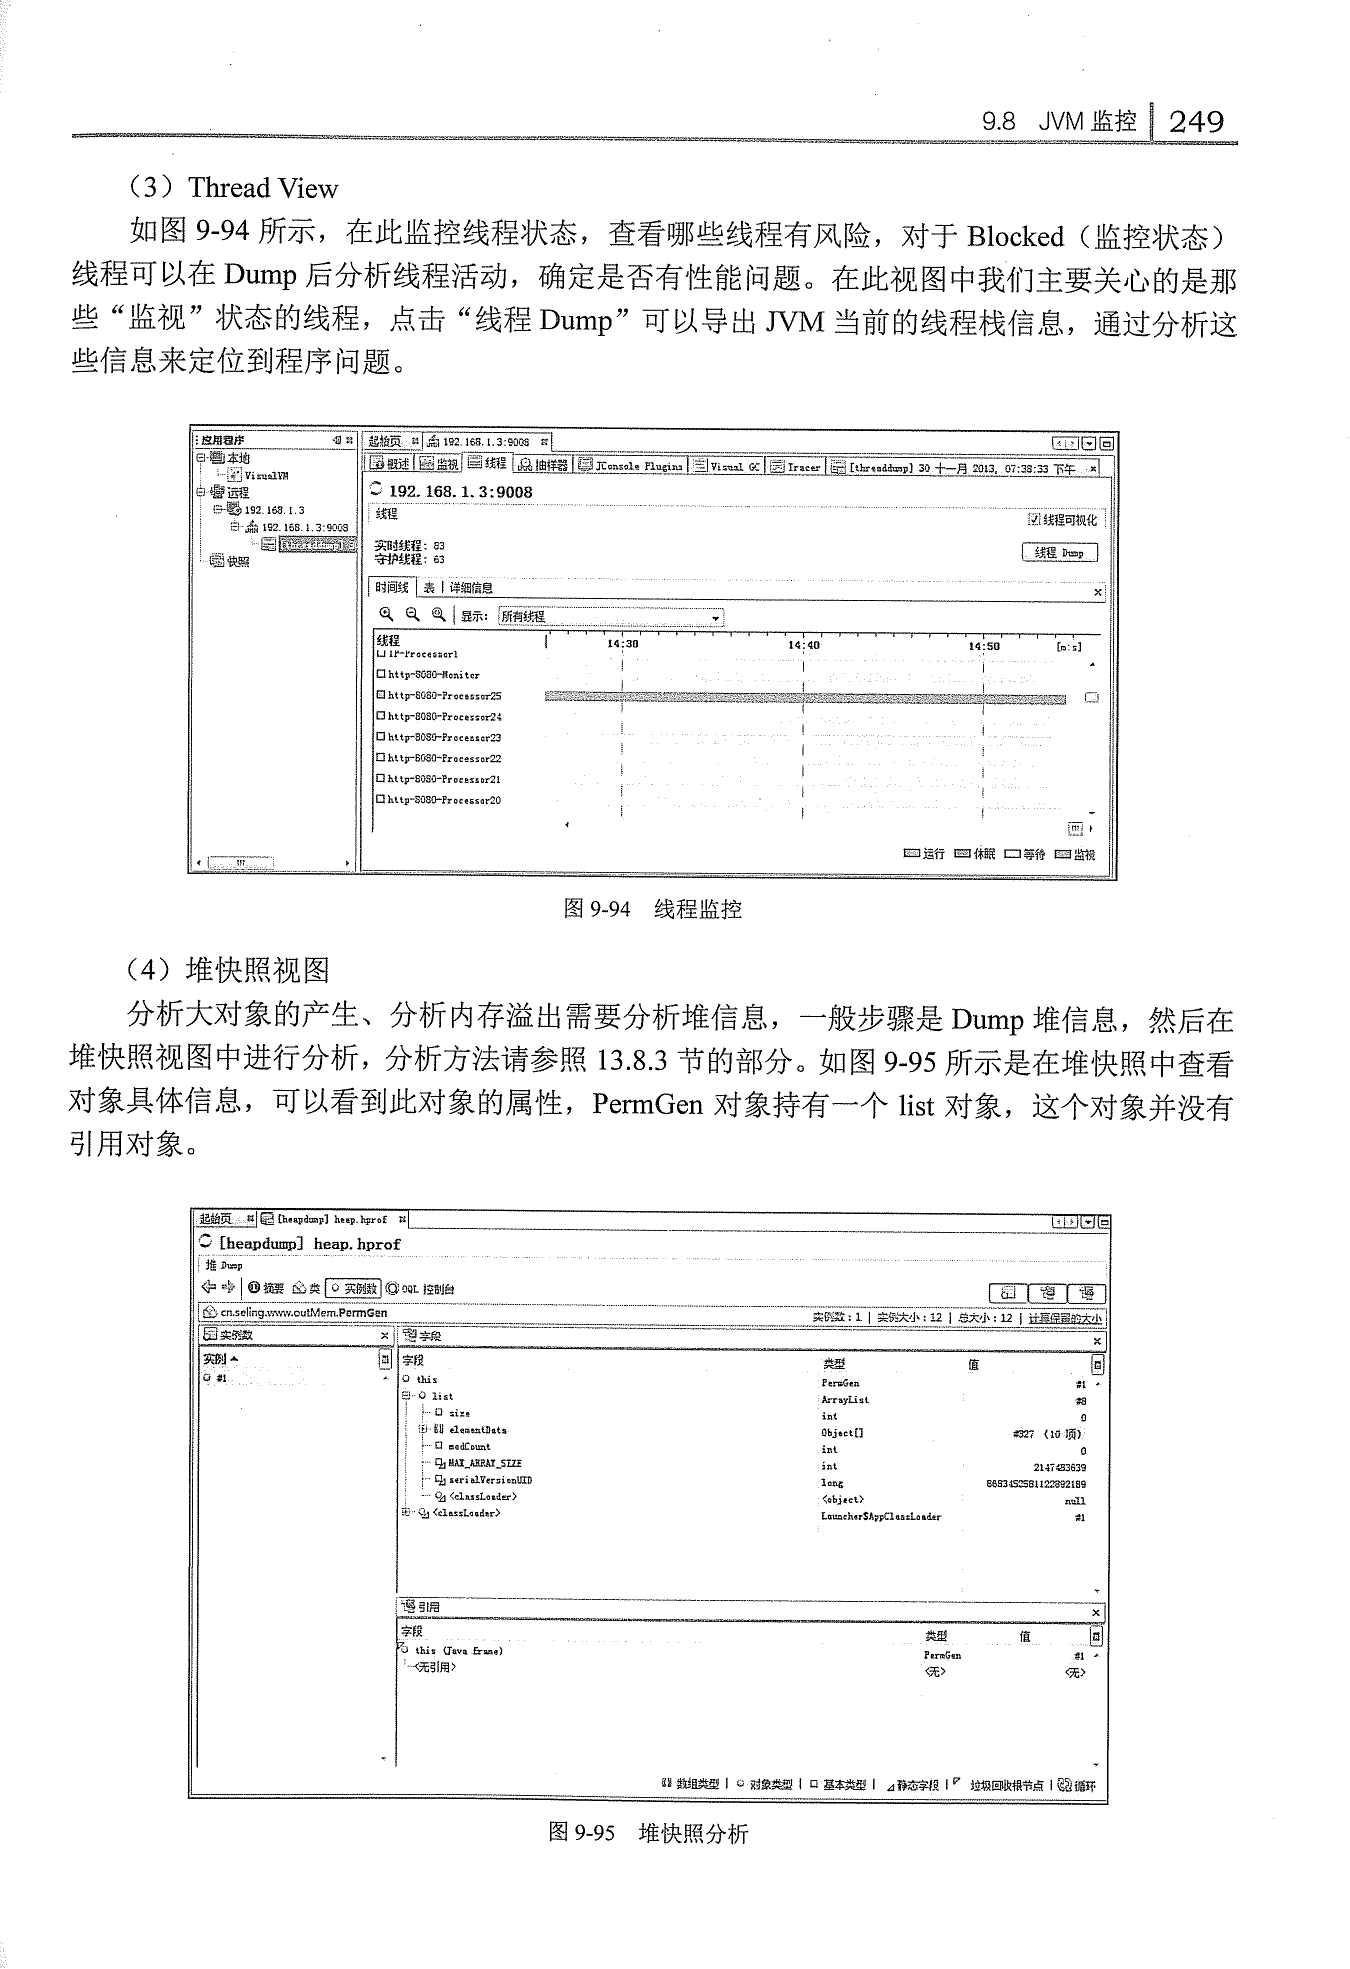 9.8 JVM 监控 249
（3）Thread View
如图 9-94 所示，在此监控线程状态，查看哪些线程有风险，对于 Blocked（监控状态）
线程可以在 Dump 后分析线程活动，确定是否有性能问题。在此视图中我们主要关心的是那
些“监视”状态的线程，点击“线程 Dump”可以导出 JVM 当前的线程栈信息，通过分析这
些信息来定位到程序问题。
应用程序
起始页 192.168.1.3:9008
本地
概述 监视 线程 抽样器 JConsole Plugins Visual GC Tracer [threaddump] 30 十一月 2013, 07:38:33 下午
VisualVM
远程
192.168.1.3:9008
192.168.1.3
线程
线程可视化
192.168.1.3:9008
实时线程: 83
线程 Dump
快照
守护线程: 63
时间线 表 详细信息
显示: 所有线程
线程 14:30 14:40 14:50 [m:s]
http-8080-Monitor
http-8080-Processor25
http-8080-Processor24
http-8080-Processor23
http-8080-Processor22
http-8080-Processor21
http-8080-Processor20
运行 休眠 等待 监视
图 9-94 线程监控
（4）堆快照视图
分析大对象的产生、分析内存溢出需要分析堆信息，一般步骤是 Dump 堆信息，然后在
堆快照视图中进行分析，分析方法请参照 13.8.3 节的部分。如图 9-95 所示是在堆快照中查看
对象具体信息，可以看到此对象的属性，PermGen 对象持有一个 list 对象，这个对象并没有
引用对象。
起始页 [heapdump] heap.hprof
[heapdump] heap.hprof
堆 Dump
摘要 类 实例数 OQL 控制台
cn.seling.www.outMem.PermGen 实例数: 1 | 实例大小: 12 | 总大小: 12 | 计算保留的大小
实例数 字段
实例 字段 类型 值
#1 this PermGen #1
list ArrayList #8
size int 0
elementData Object[] #327 (10 项)
modCount int 0
MAX_ARRAY_SIZE int 2147483639
serialVersionUID long 8683452581122892189
<classLoader> <object> null
<classLoader> Launcher$AppClassLoader #1
引用
字段 类型 值
this (Java frame) PermGen #1
<无引用> <无> <无>
数组类型 | 对象类型 | 基本类型 | 静态字段 | 垃圾回收根节点 | 循环
图 9-95 堆快照分析